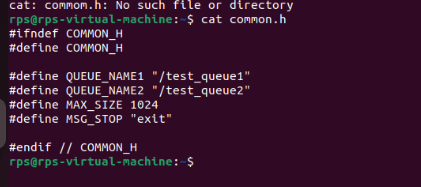 cat: commom.h: No such file or directory
rps@rps-virtual-machine:~$ cat common.h
#ifndef COMMON_H
#define COMMON_H
#define QUEUE_NAME1 "/test_queue1"
#define QUEUE_NAME2 "/test_queue2"
#define MAX_SIZE 1024
#define MSG_STOP "exit"
#endif // COMMON_H
rps@rps-virtual-machine:~$